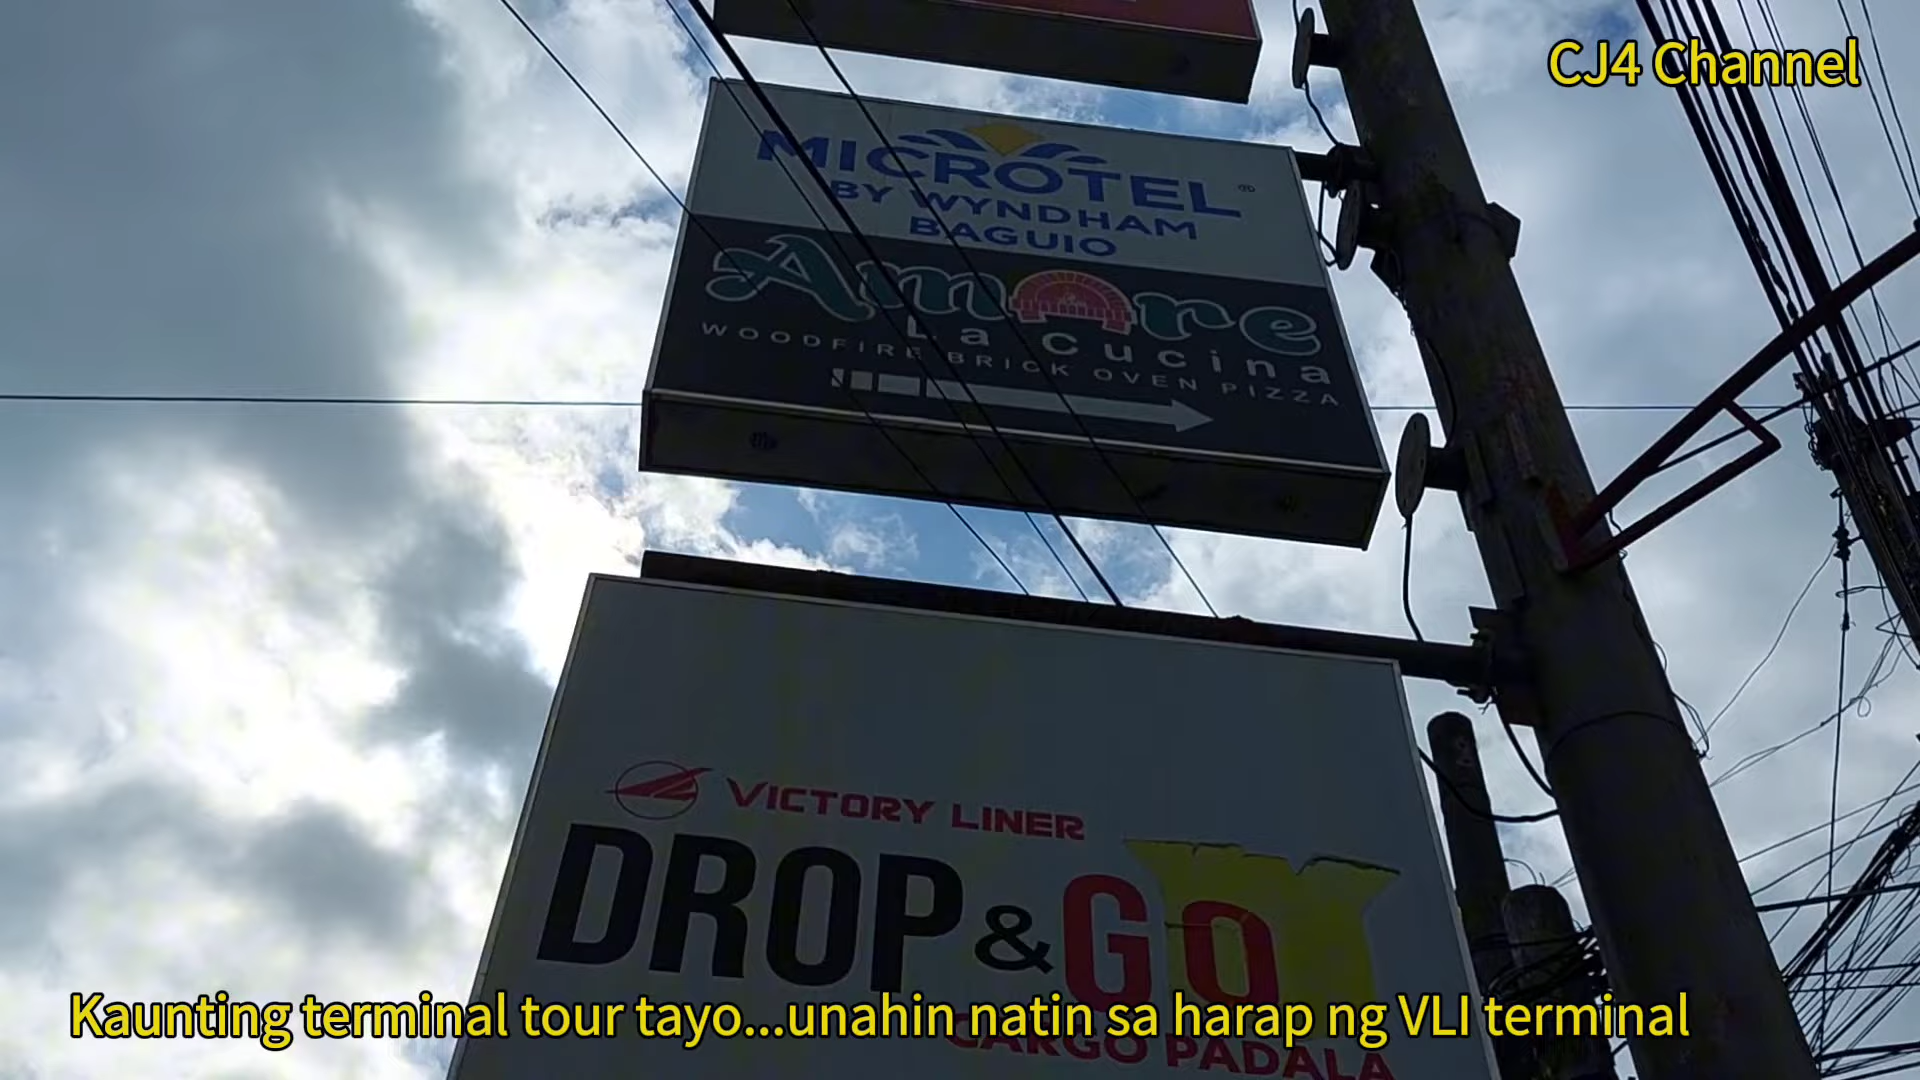 CJ4 Channel
MICROTEL
BY WYNDHAM
BAGUIO
Amore
La Cucina
WOODFIRE BRICK OVEN PIZZA
VICTORY LINER
DROP & GO
CARGO PADALA
Kaunting terminal tour tayo...unahin natin sa harap ng VLI terminal